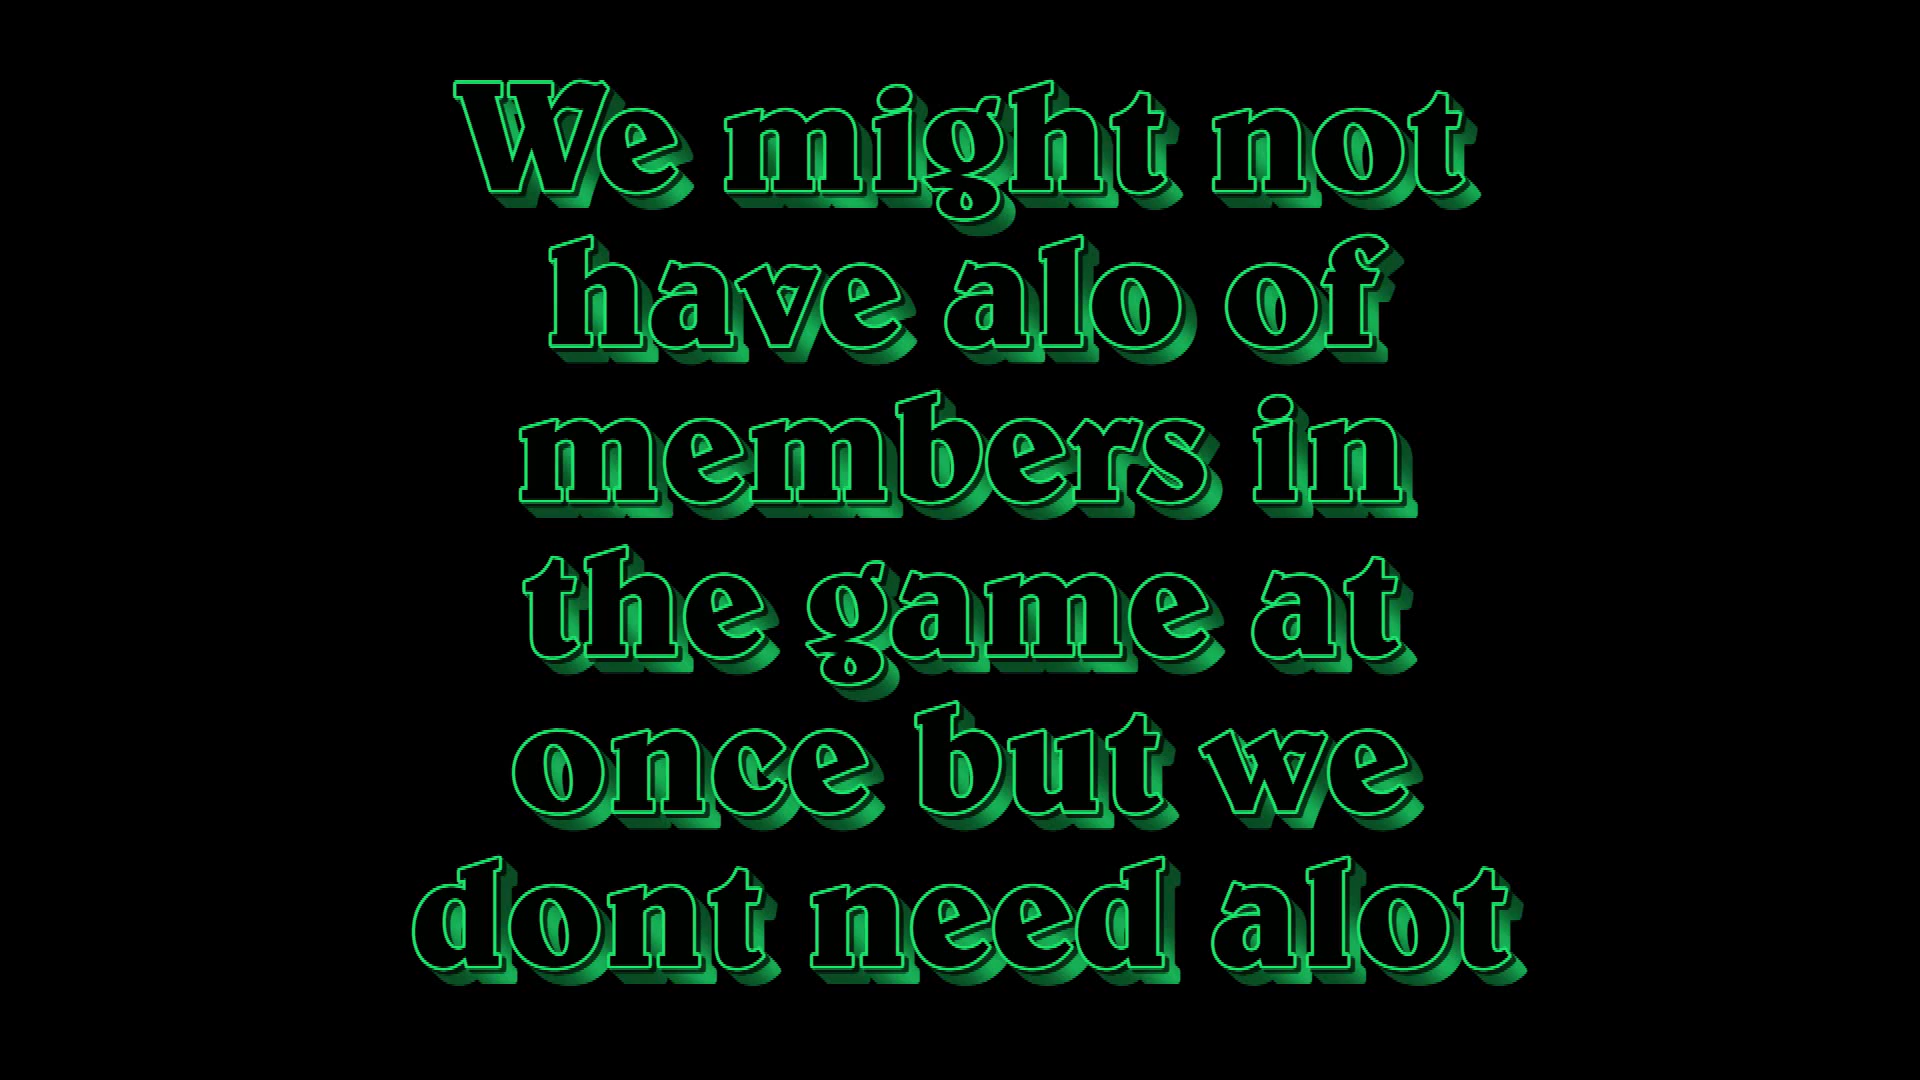 We might not
have alo of
members in
the game at
once but we
dont need alot